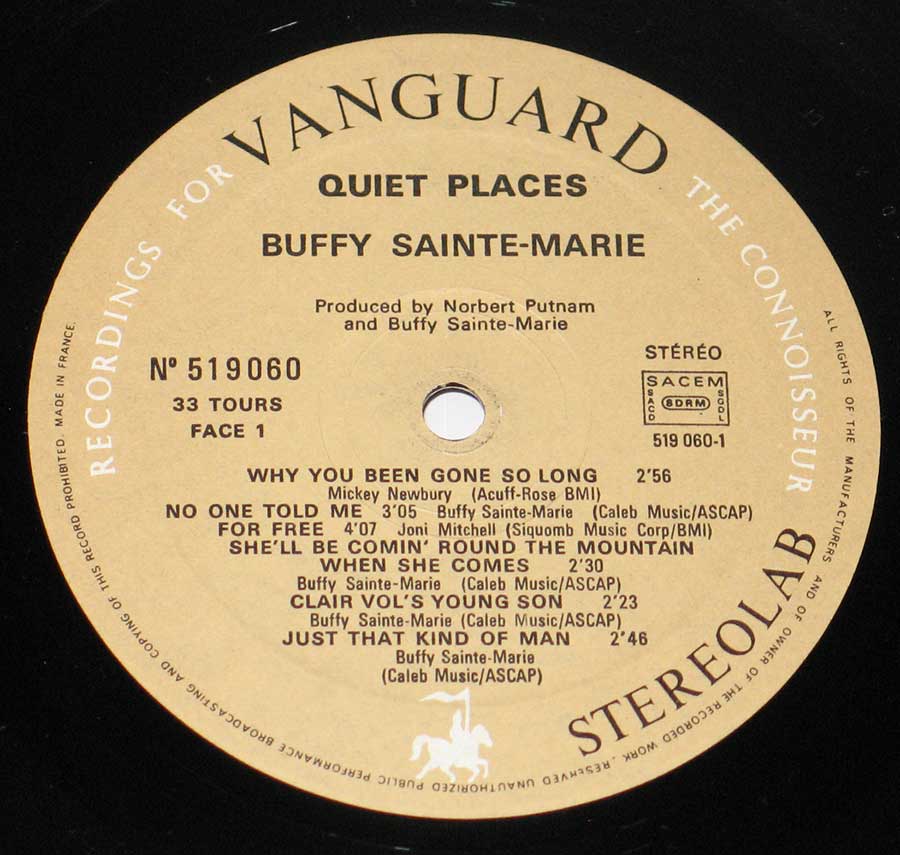 RECORDINGS FOR VANGUARD THE CONNOISSEUR
QUIET PLACES
BUFFY SAINTE-MARIE
Produced by Norbert Putnam
and Buffy Sainte-Marie
Nº 519060
33 TOURS
FACE 1
STÉRÉO
SACEM
SACD
BDRM
SGDL
519 060-1
WHY YOU BEEN GONE SO LONG 2'56
Mickey Newbury (Acuff-Rose BMI)
NO ONE TOLD ME 3'05 Buffy Sainte-Marie (Caleb Music/ASCAP)
FOR FREE 4'07 Joni Mitchell (Siquomb Music Corp/BMI)
SHE'LL BE COMIN' ROUND THE MOUNTAIN
WHEN SHE COMES 2'30
Buffy Sainte-Marie (Caleb Music/ASCAP)
CLAIR VOL'S YOUNG SON 2'23
Buffy Sainte-Marie (Caleb Music/ASCAP)
JUST THAT KIND OF MAN 2'46
Buffy Sainte-Marie
(Caleb Music/ASCAP)
STEREOLAB
ALL RIGHTS OF THE MANUFACTURERS AND OF OWNER OF THE RECORDED WORK, RESERVED UNAUTHORIZED PUBLIC PERFORMANCE BROADCASTING AND COPYING OF THIS RECORD PROHIBITED. MADE IN FRANCE.